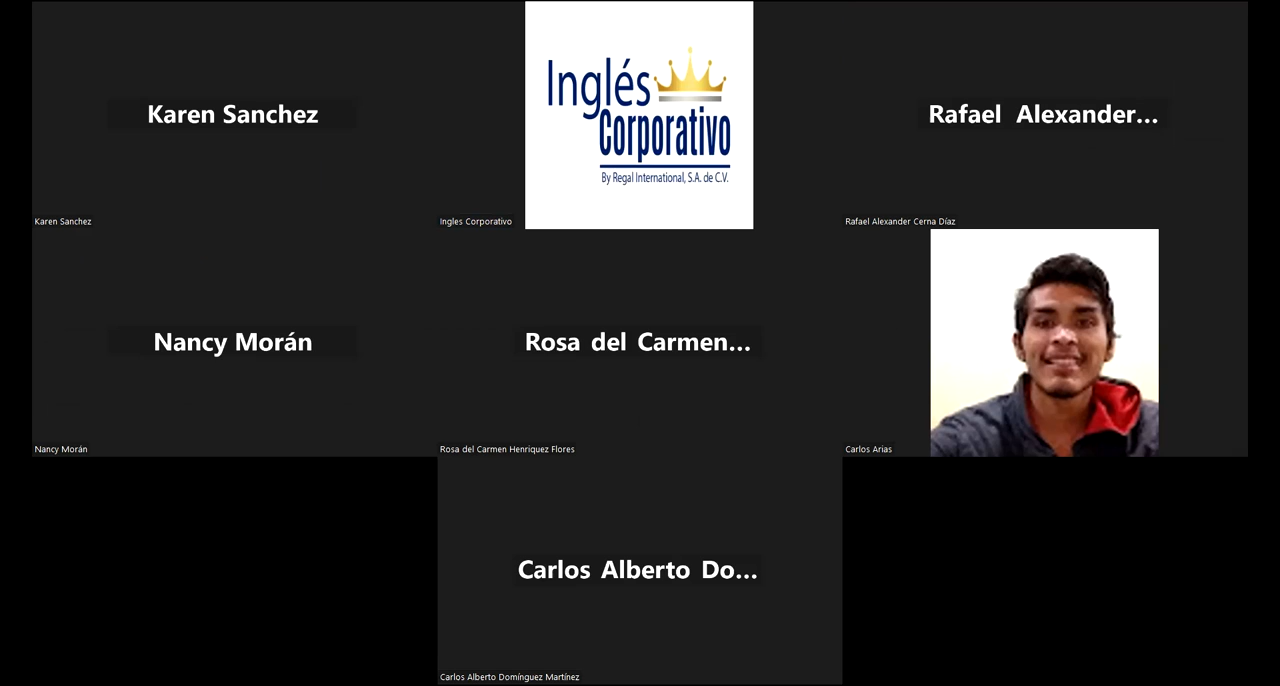 Karen Sanchez
Karen Sanchez
Inglés
Corporativo
By Regal International, S.A. de C.V.
Ingles Corporativo
Rafael Alexander...
Rafael Alexander Cerna Díaz
Nancy Morán
Nancy Morán
Rosa del Carmen...
Rosa del Carmen Henriquez Flores
Carlos Arias
Carlos Alberto Do...
Carlos Alberto Domínguez Martínez